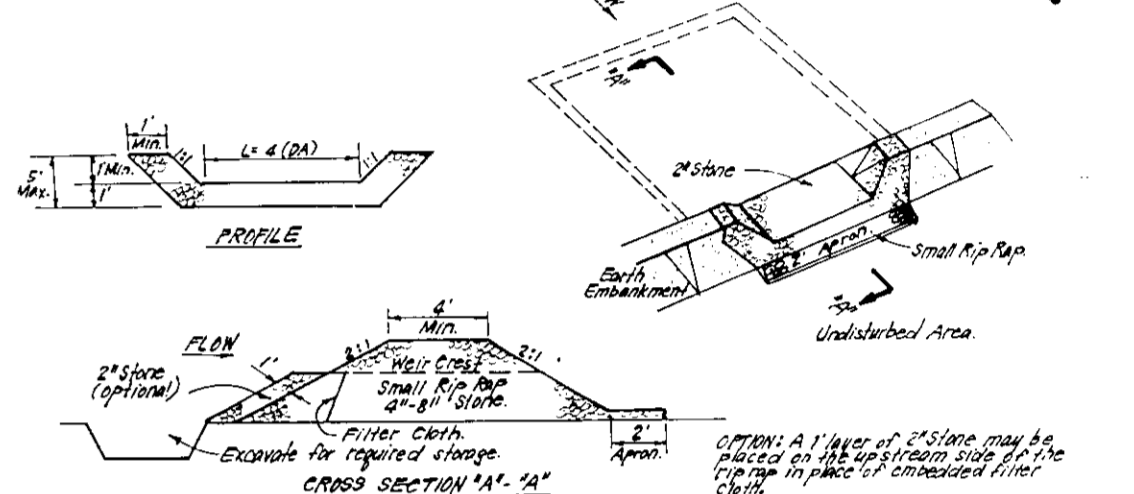 1'
Min.
1:1
L= 4 (DA)
1:1
5'
Max.
1' Min.
1'
PROFILE
"A"
2" Stone
2' Apron.
Small Rip Rap.
Earth
Embankment
"A"
Undisturbed Area.
4'
Min.
FLOW
1'
2:1
2:1
2" Stone
(optional)
Weir Crest
Small Rip Rap
4"-8" Stone.
Filter Cloth.
Excavate for required storage.
2'
Apron.
CROSS SECTION "A"- "A"
OPTION: A 1' layer of 2" Stone may be
placed on the upstream side of the
rip rap in place of embedded filter
cloth.